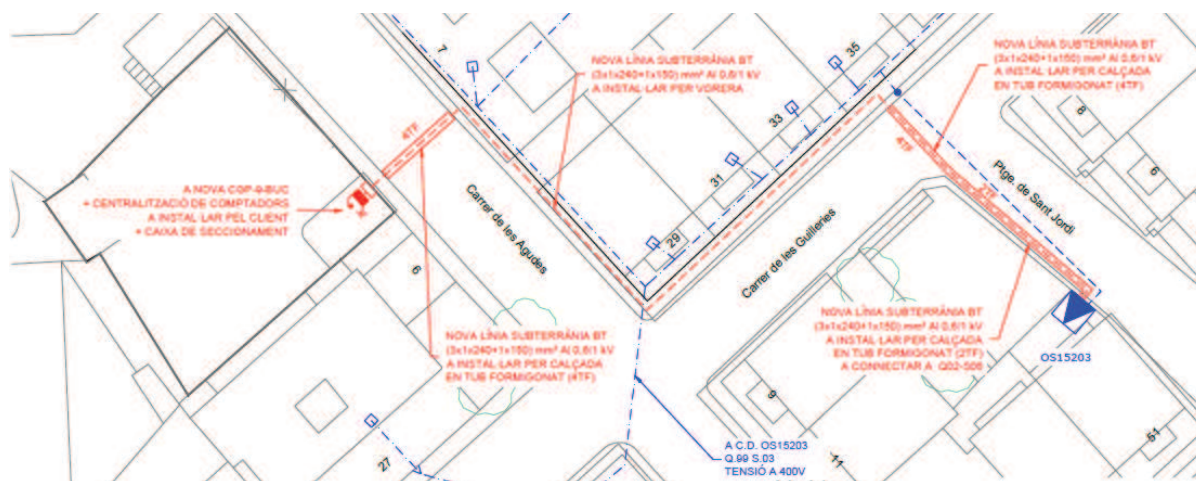 7
NOVA LÍNIA SUBTERRÀNIA BT
(3x1x240+1x150) mm² Al 0,6/1 kV
A INSTAL·LAR PER VORERA
35
NOVA LÍNIA SUBTERRÀNIA BT
(3x1x240+1x150) mm² Al 0,6/1 kV
A INSTAL·LAR PER CALÇADA
EN TUB FORMIGONAT (4TF)
4TF
33
4TF
8
6
31
A NOVA CGP-9-BUC
+ CENTRALITZACIÓ DE COMPTADORS
A INSTAL·LAR PEL CLIENT
+ CAIXA DE SECCIONAMENT
Carrer de les Agudes
29
Carrer de les Guilleries
2TF
Ptge. de Sant Jordi
6
NOVA LÍNIA SUBTERRÀNIA BT
(3x1x240+1x150) mm² Al 0,6/1 kV
A INSTAL·LAR PER CALÇADA
EN TUB FORMIGONAT (4TF)
NOVA LÍNIA SUBTERRÀNIA BT
(3x1x240+1x150) mm² Al 0,6/1 kV
A INSTAL·LAR PER CALÇADA
EN TUB FORMIGONAT (2TF)
A CONNECTAR A Q02-S06
OS15203
9
27
A C.D. OS15203
Q.99 S.03
TENSIÓ A 400V
11
51